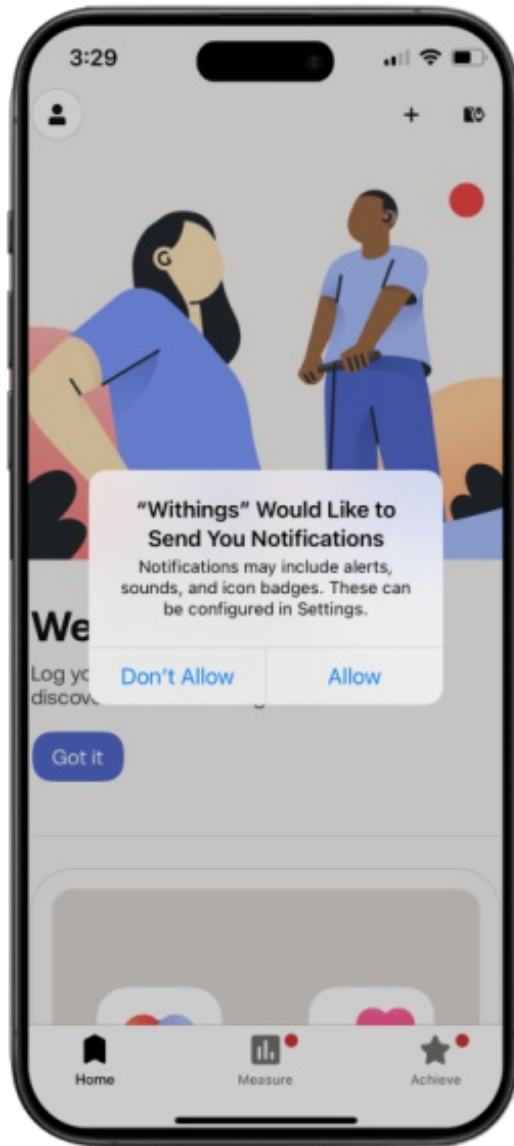 3:29
“Withings” Would Like to
Send You Notifications
Notifications may include alerts,
sounds, and icon badges. These can
be configured in Settings.
Don’t Allow
Allow
We
Log yo
discov
Got it
Home
Measure
Achieve